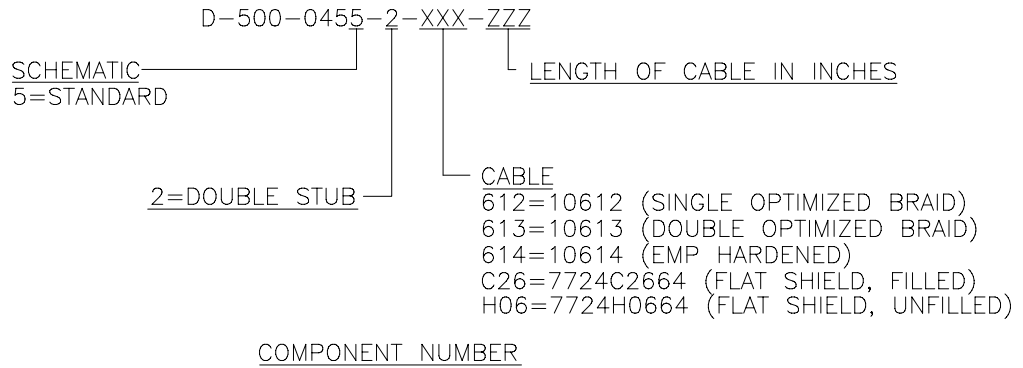 D-500-0455-2-XXX-ZZZ
SCHEMATIC
5=STANDARD
LENGTH OF CABLE IN INCHES
2=DOUBLE STUB
CABLE
612=10612 (SINGLE OPTIMIZED BRAID)
613=10613 (DOUBLE OPTIMIZED BRAID)
614=10614 (EMP HARDENED)
C26=7724C2664 (FLAT SHIELD, FILLED)
H06=7724H0664 (FLAT SHIELD, UNFILLED)
COMPONENT NUMBER